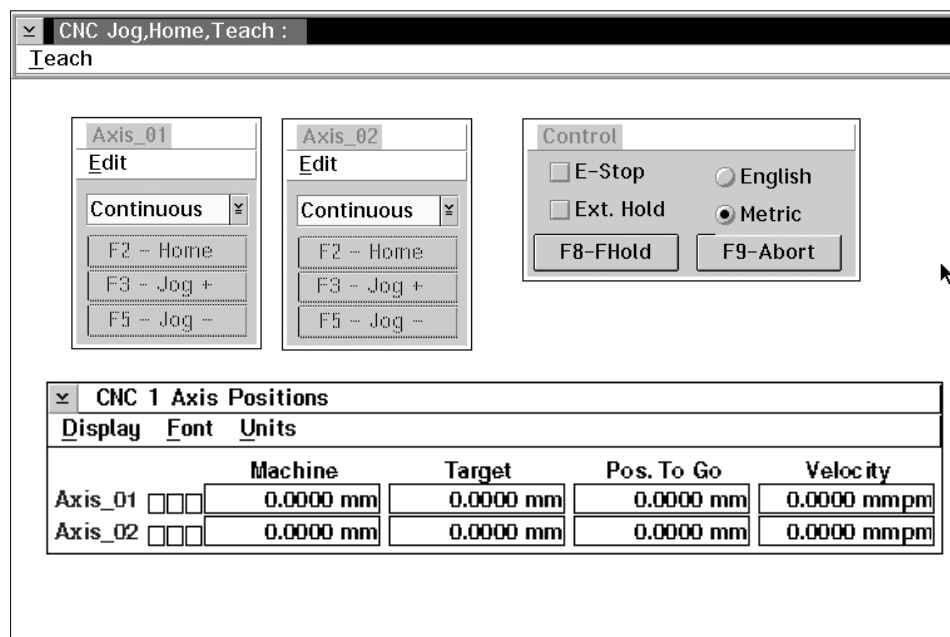 CNC Jog,Home,Teach :
Teach
Axis_01
Edit
Continuous
F2 - Home
F3 - Jog +
F5 - Jog -
Axis_02
Edit
Continuous
F2 - Home
F3 - Jog +
F5 - Jog -
Control
E-Stop
English
Ext. Hold
Metric
F8-FHold
F9-Abort
CNC 1 Axis Positions
Display Font Units
Machine Target Pos. To Go Velocity
Axis_01 0.0000 mm 0.0000 mm 0.0000 mm 0.0000 mmpm
Axis_02 0.0000 mm 0.0000 mm 0.0000 mm 0.0000 mmpm